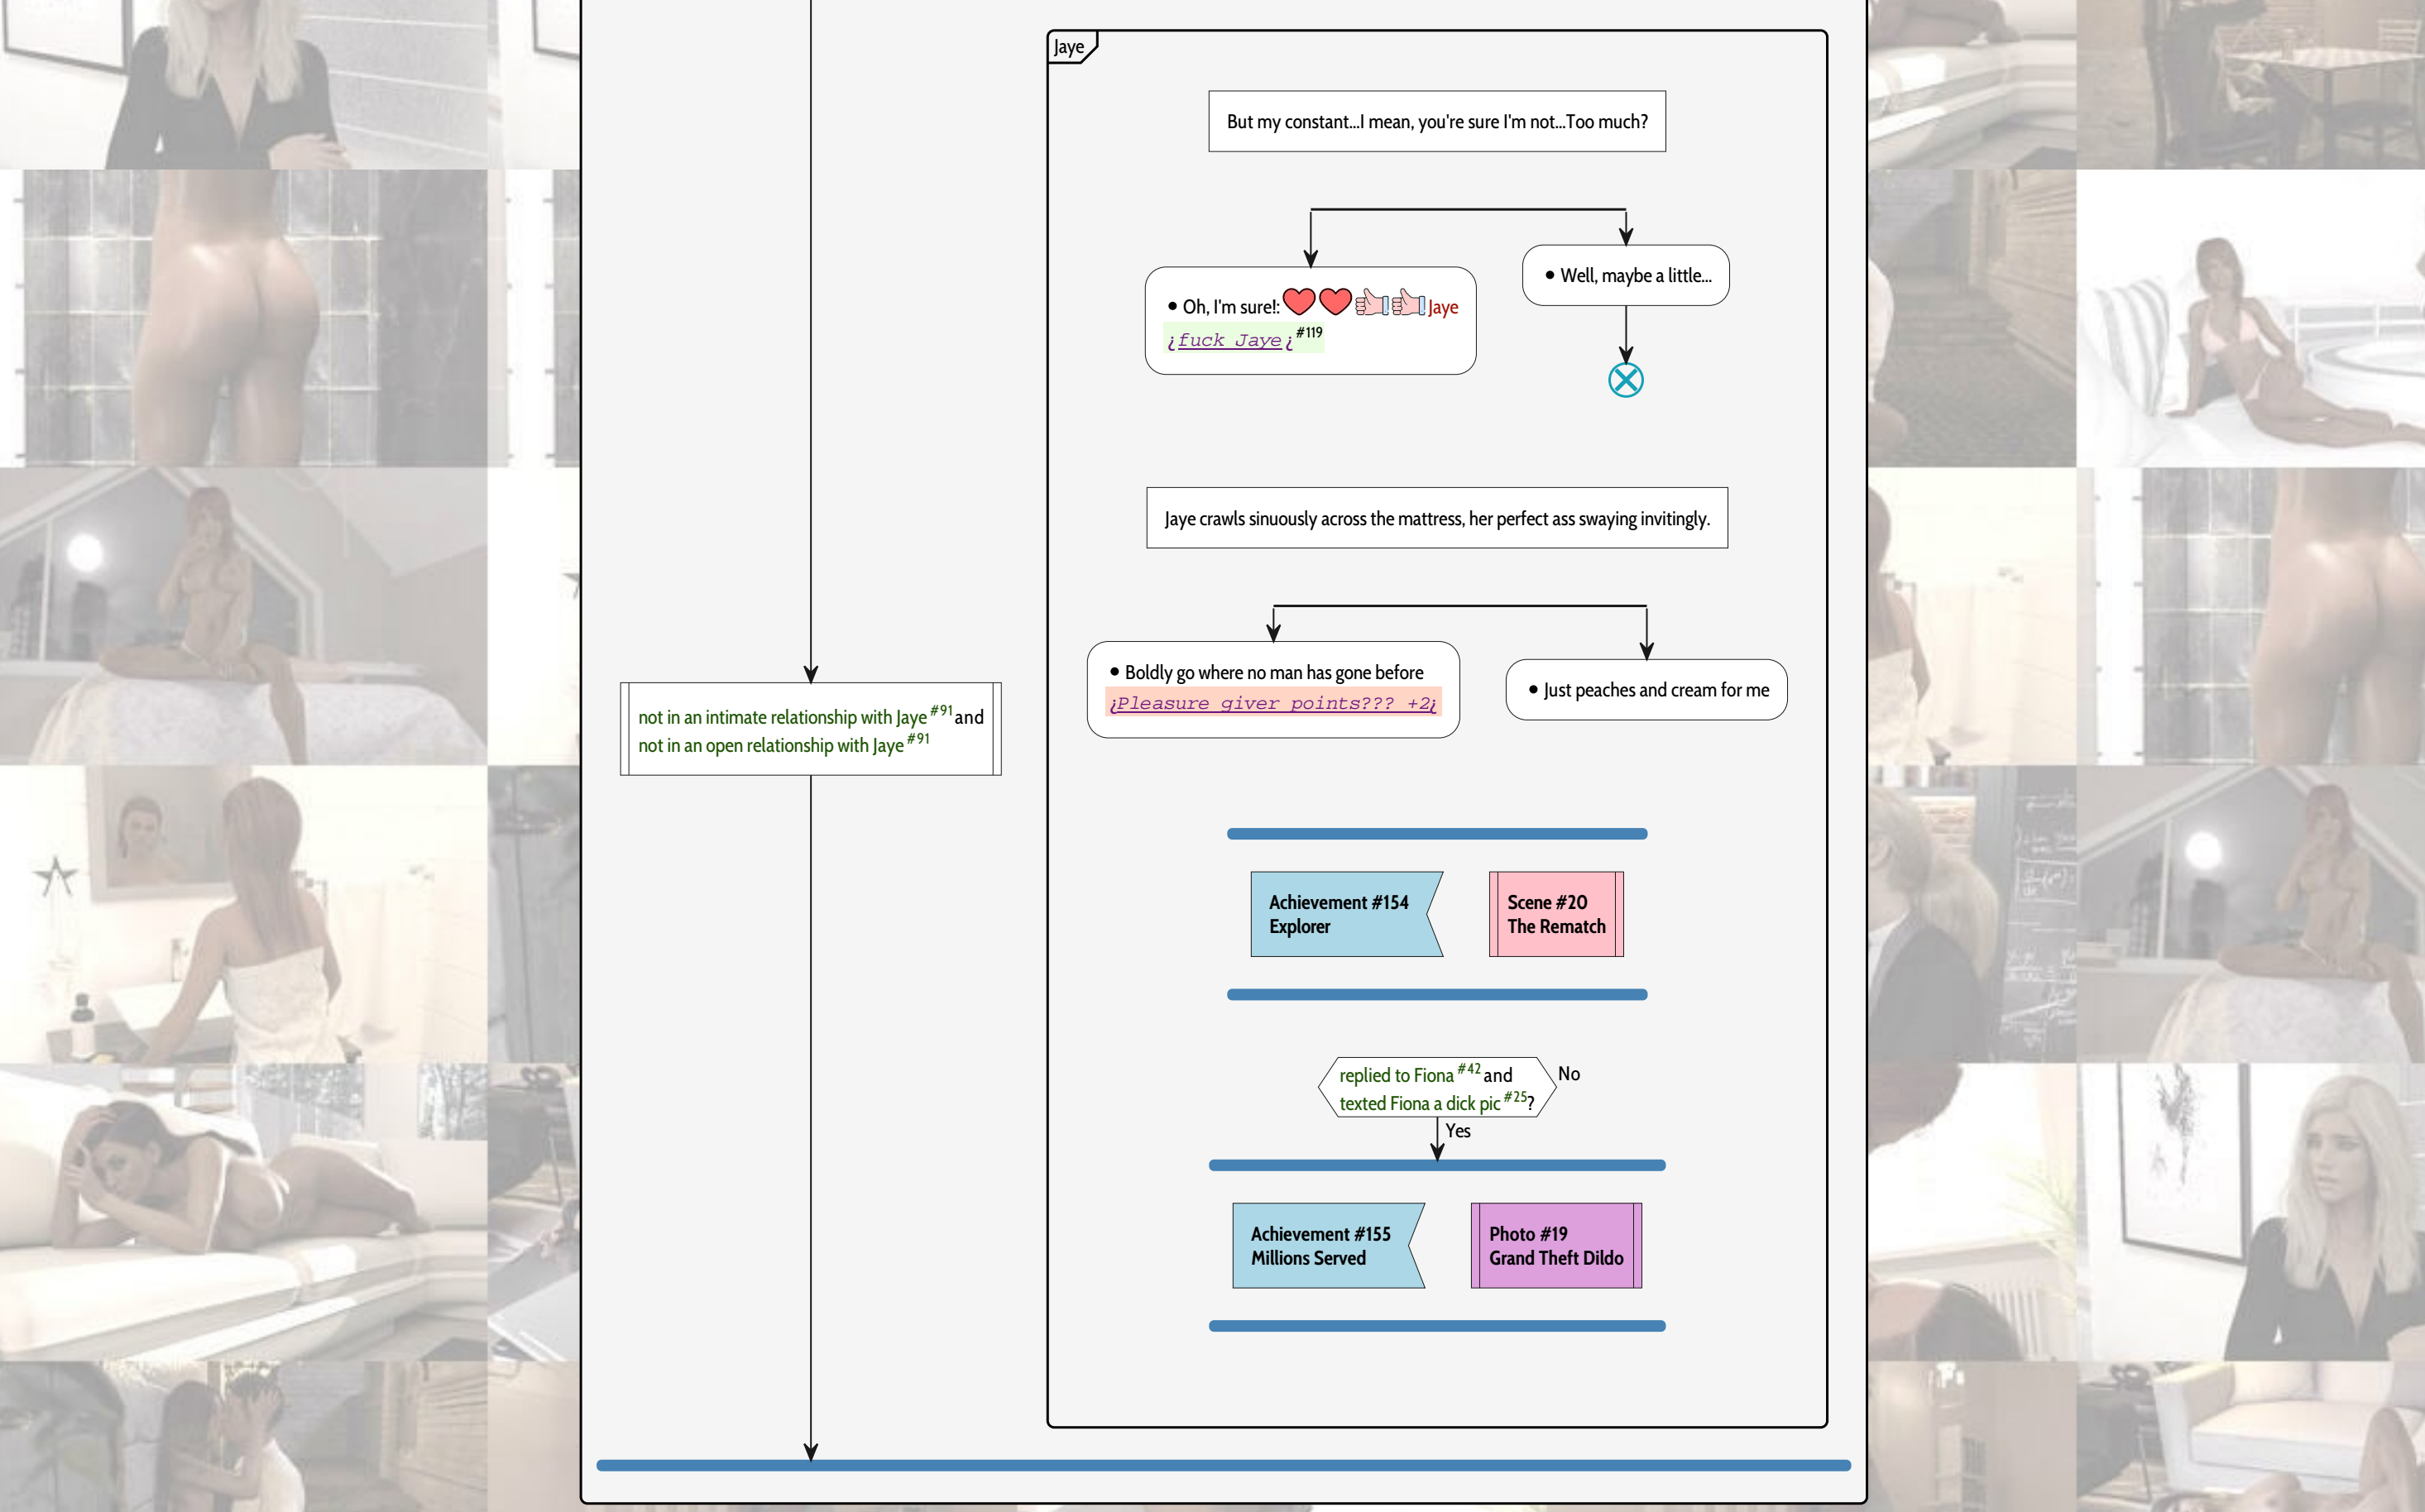 Jaye
But my constant...I mean, you're sure I'm not...Too much?
• Oh, I'm sure!: Jaye
¿fuck Jaye¿ #119
• Well, maybe a little...
Jaye crawls sinuously across the mattress, her perfect ass swaying invitingly.
• Boldly go where no man has gone before
¿Pleasure giver points??? +2¿
• Just peaches and cream for me
not in an intimate relationship with Jaye #91 and
not in an open relationship with Jaye #91
Achievement #154
Explorer
Scene #20
The Rematch
replied to Fiona #42 and
texted Fiona a dick pic #25?
No
Yes
Achievement #155
Millions Served
Photo #19
Grand Theft Dildo